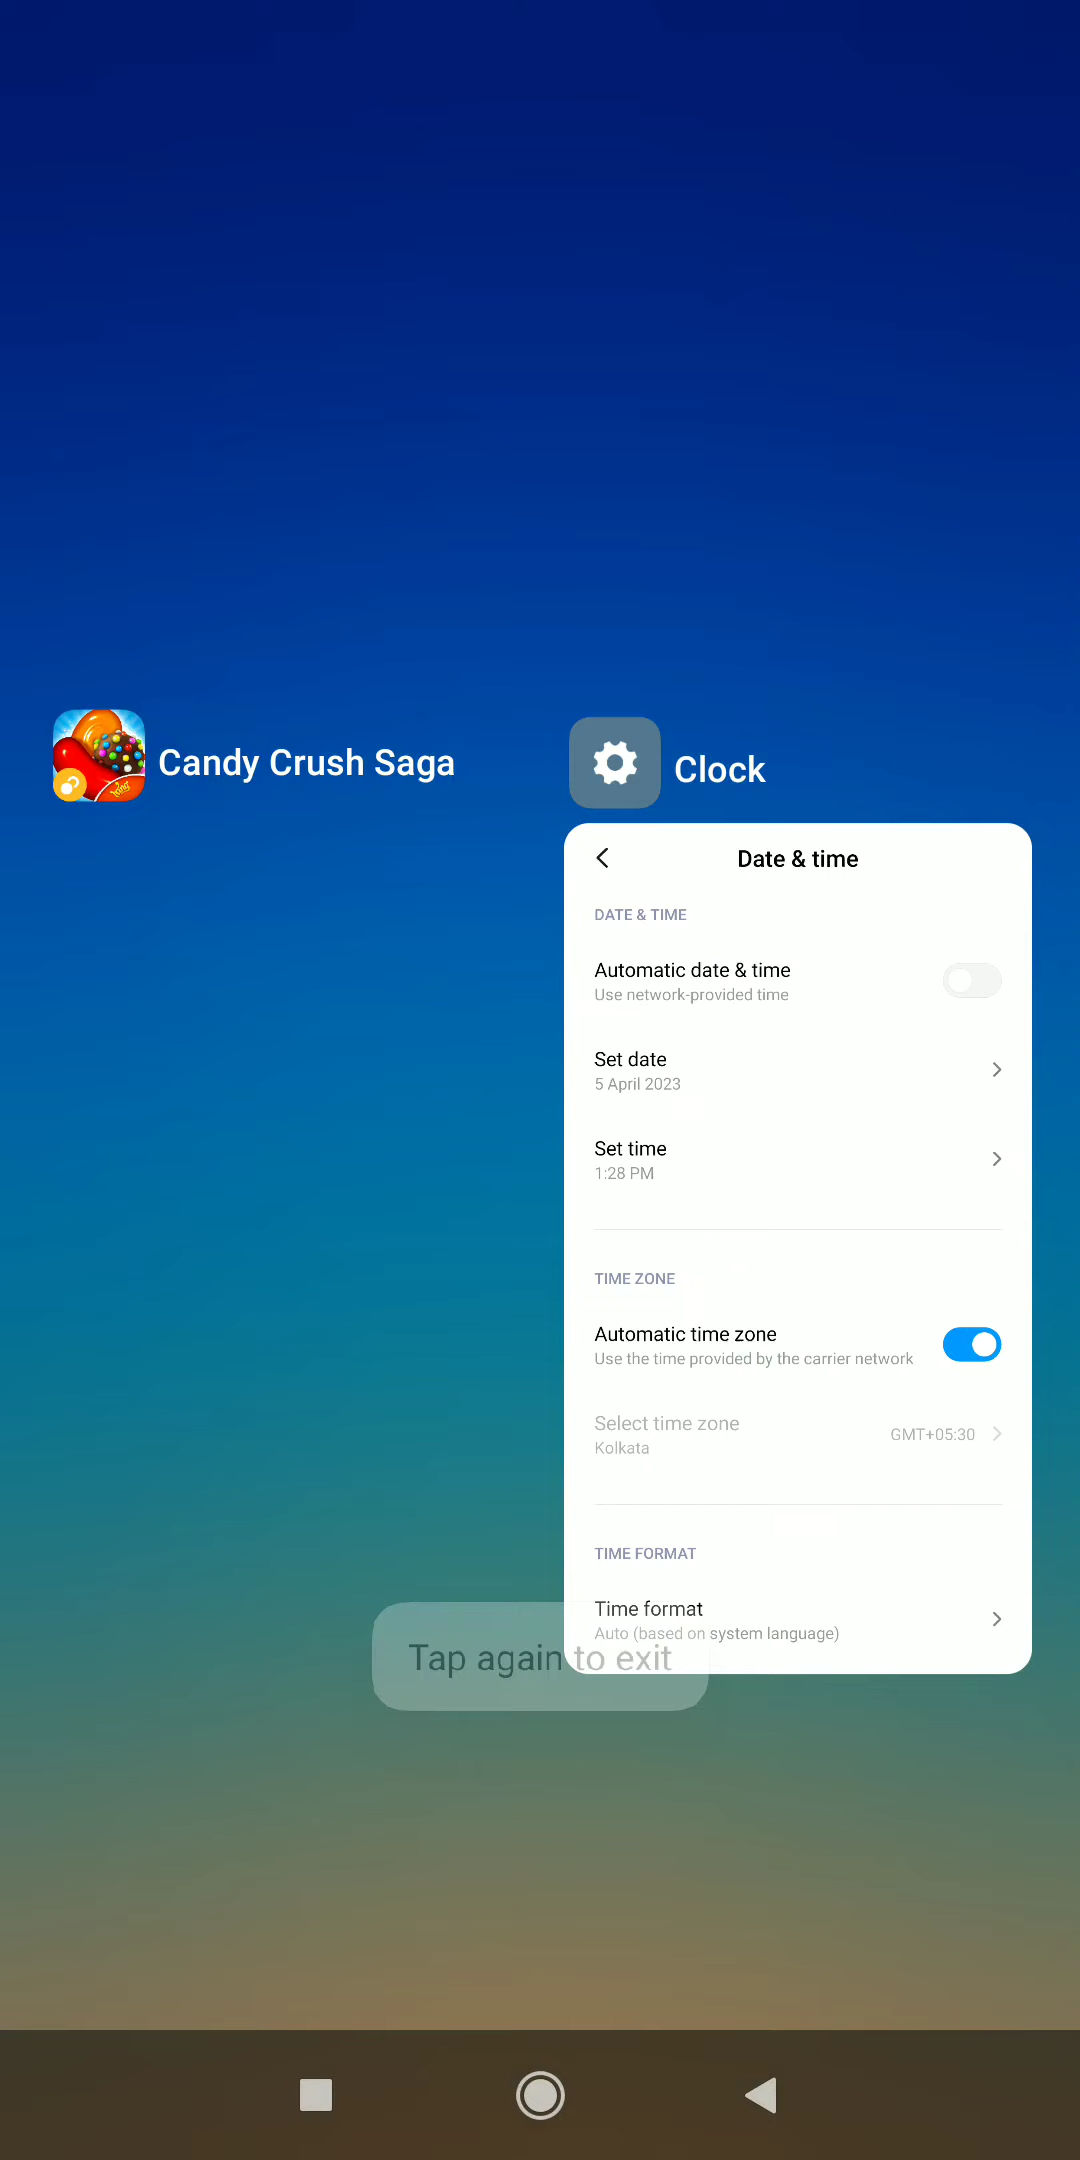 Candy Crush Saga
Clock
King
Date & time
DATE & TIME
Automatic date & time
Use network-provided time
Set date
5 April 2023
Set time
1:28 PM
TIME ZONE
Automatic time zone
Use the time provided by the carrier network
Select time zone
Kolkata
GMT+05:30
TIME FORMAT
Time format
Auto (based on system language)
Tap again to exit